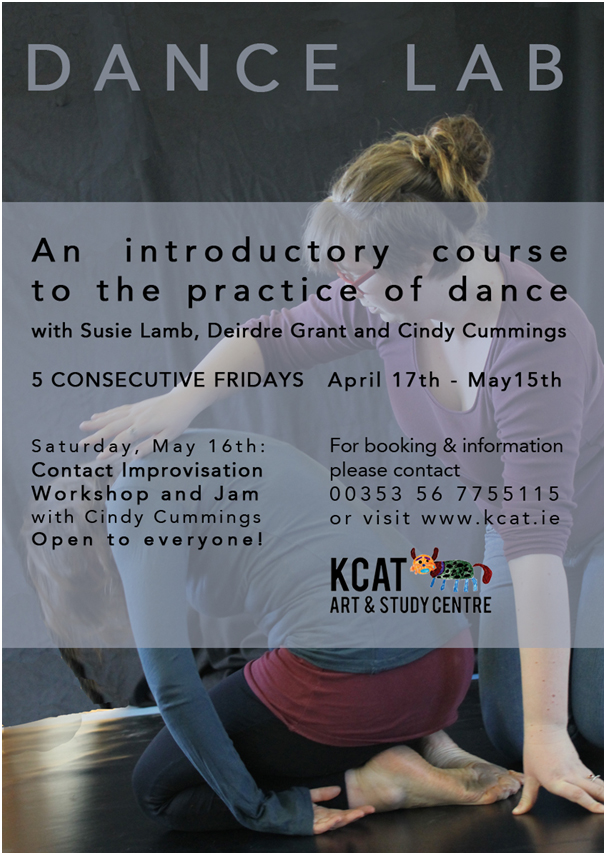 DANCE LAB
An introductory course
to the practice of dance
with Susie Lamb, Deirdre Grant and Cindy Cummings
5 CONSECUTIVE FRIDAYS April 17th - May15th
Saturday, May 16th:
Contact Improvisation
Workshop and Jam
with Cindy Cummings
Open to everyone!
For booking & information
please contact
00353 56 7755115
or visit www.kcat.ie
KCAT
ART & STUDY CENTRE